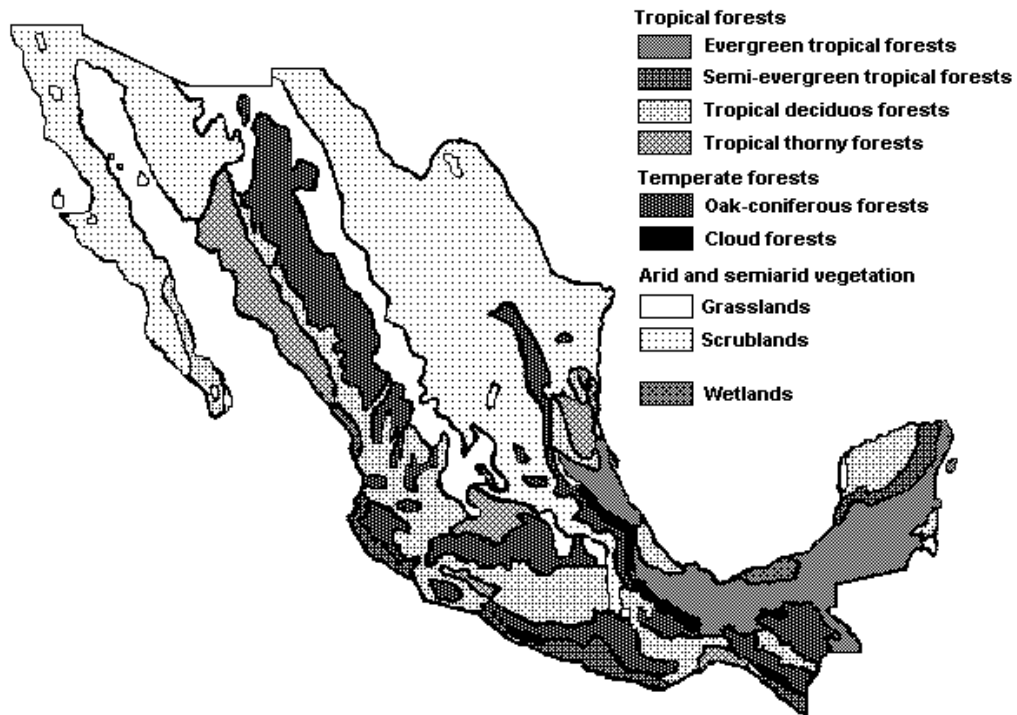 Tropical forests
Evergreen tropical forests
Semi-evergreen tropical forests
Tropical deciduos forests
Tropical thorny forests
Temperate forests
Oak-coniferous forests
Cloud forests
Arid and semiarid vegetation
Grasslands
Scrublands
Wetlands